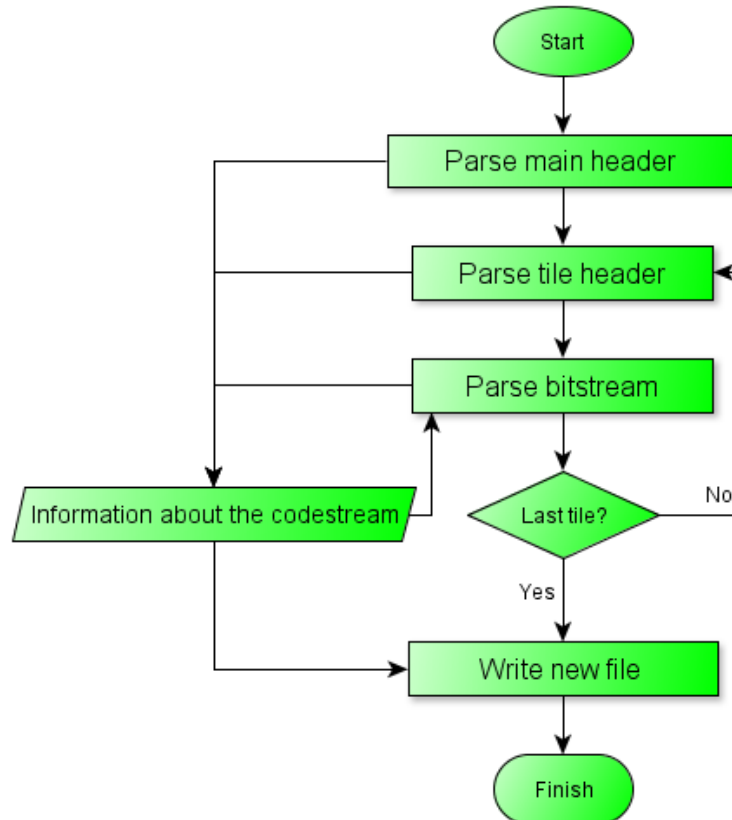 Start
Parse main header
Parse tile header
Parse bitstream
Information about the codestream
Last tile?
No
Yes
Write new file
Finish